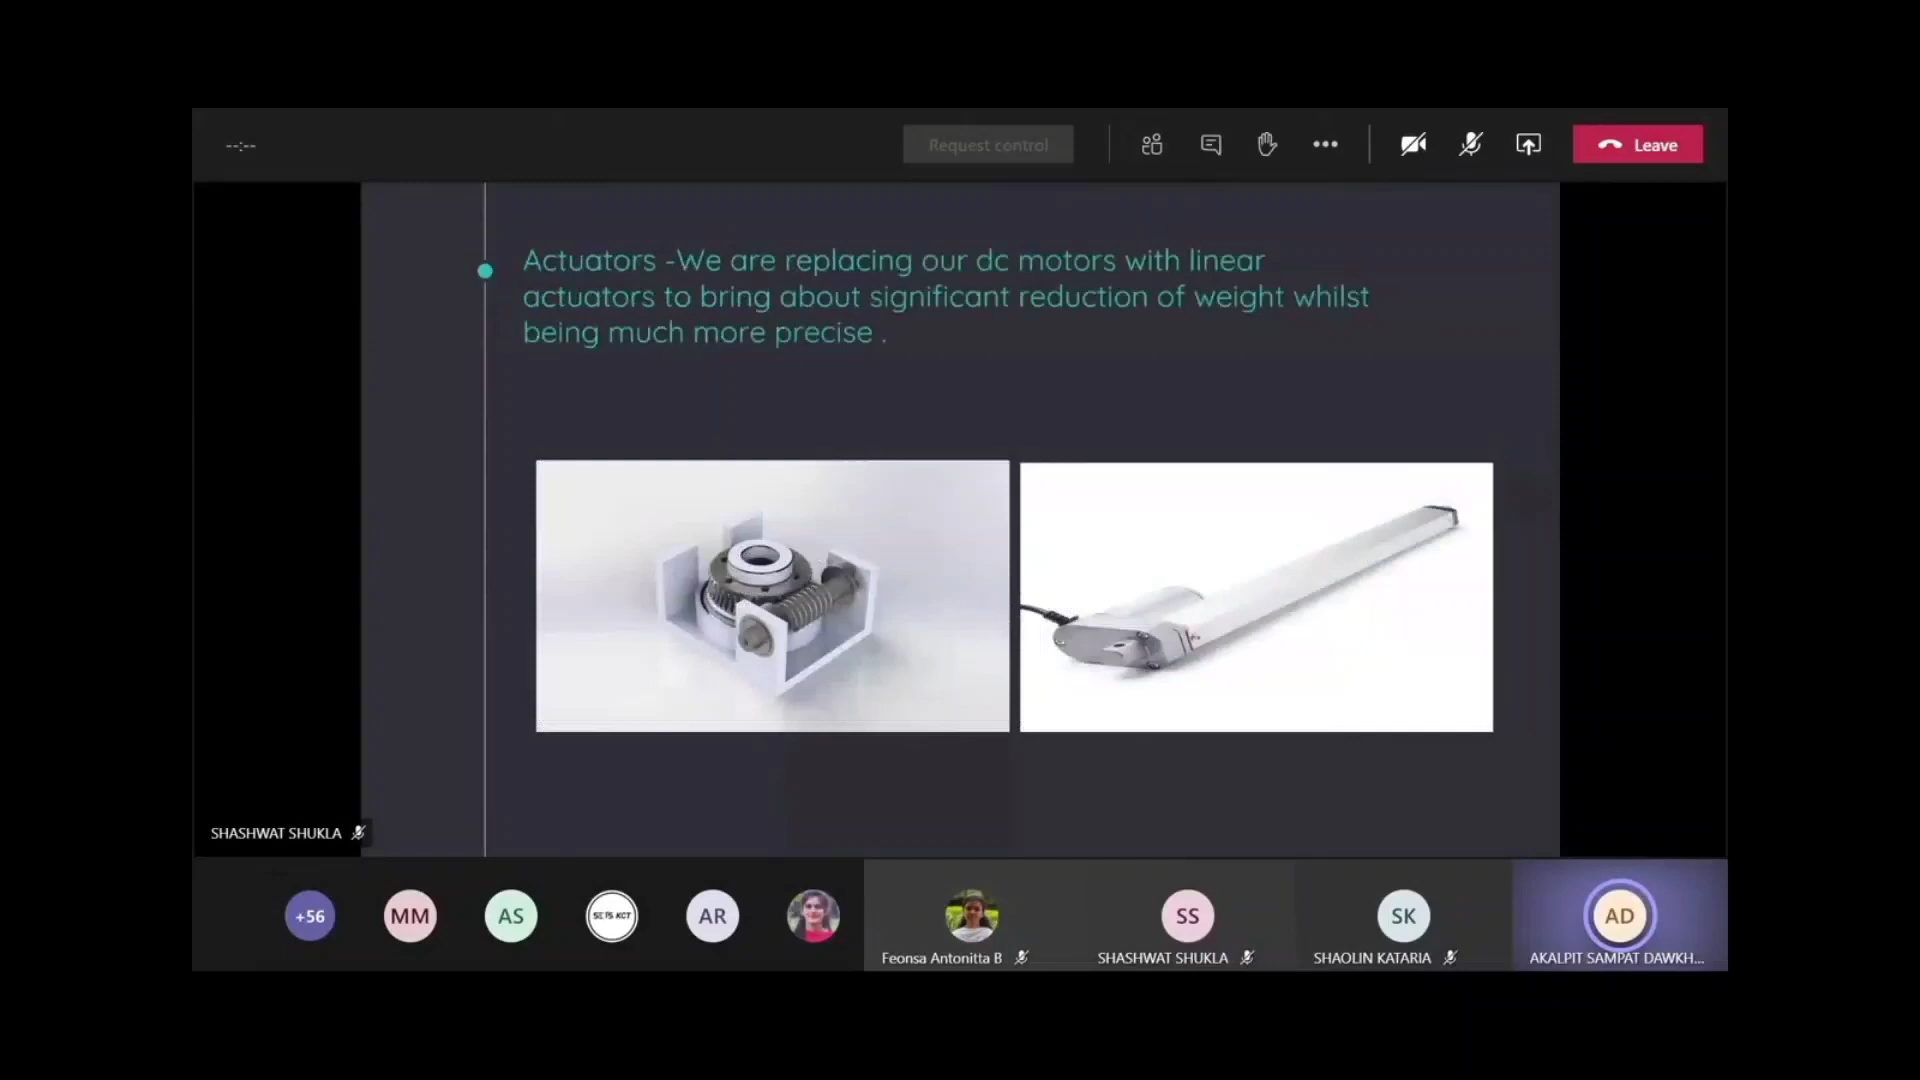 --:--
Request control
Leave
Actuators -We are replacing our dc motors with linear
actuators to bring about significant reduction of weight whilst
being much more precise .
SHASHWAT SHUKLA
+56
MM
AS
AR
SS
SK
AD
Feonsa Antonitta B
SHASHWAT SHUKLA
SHAOLIN KATARIA
AKALPIT SAMPAT DAWKH...